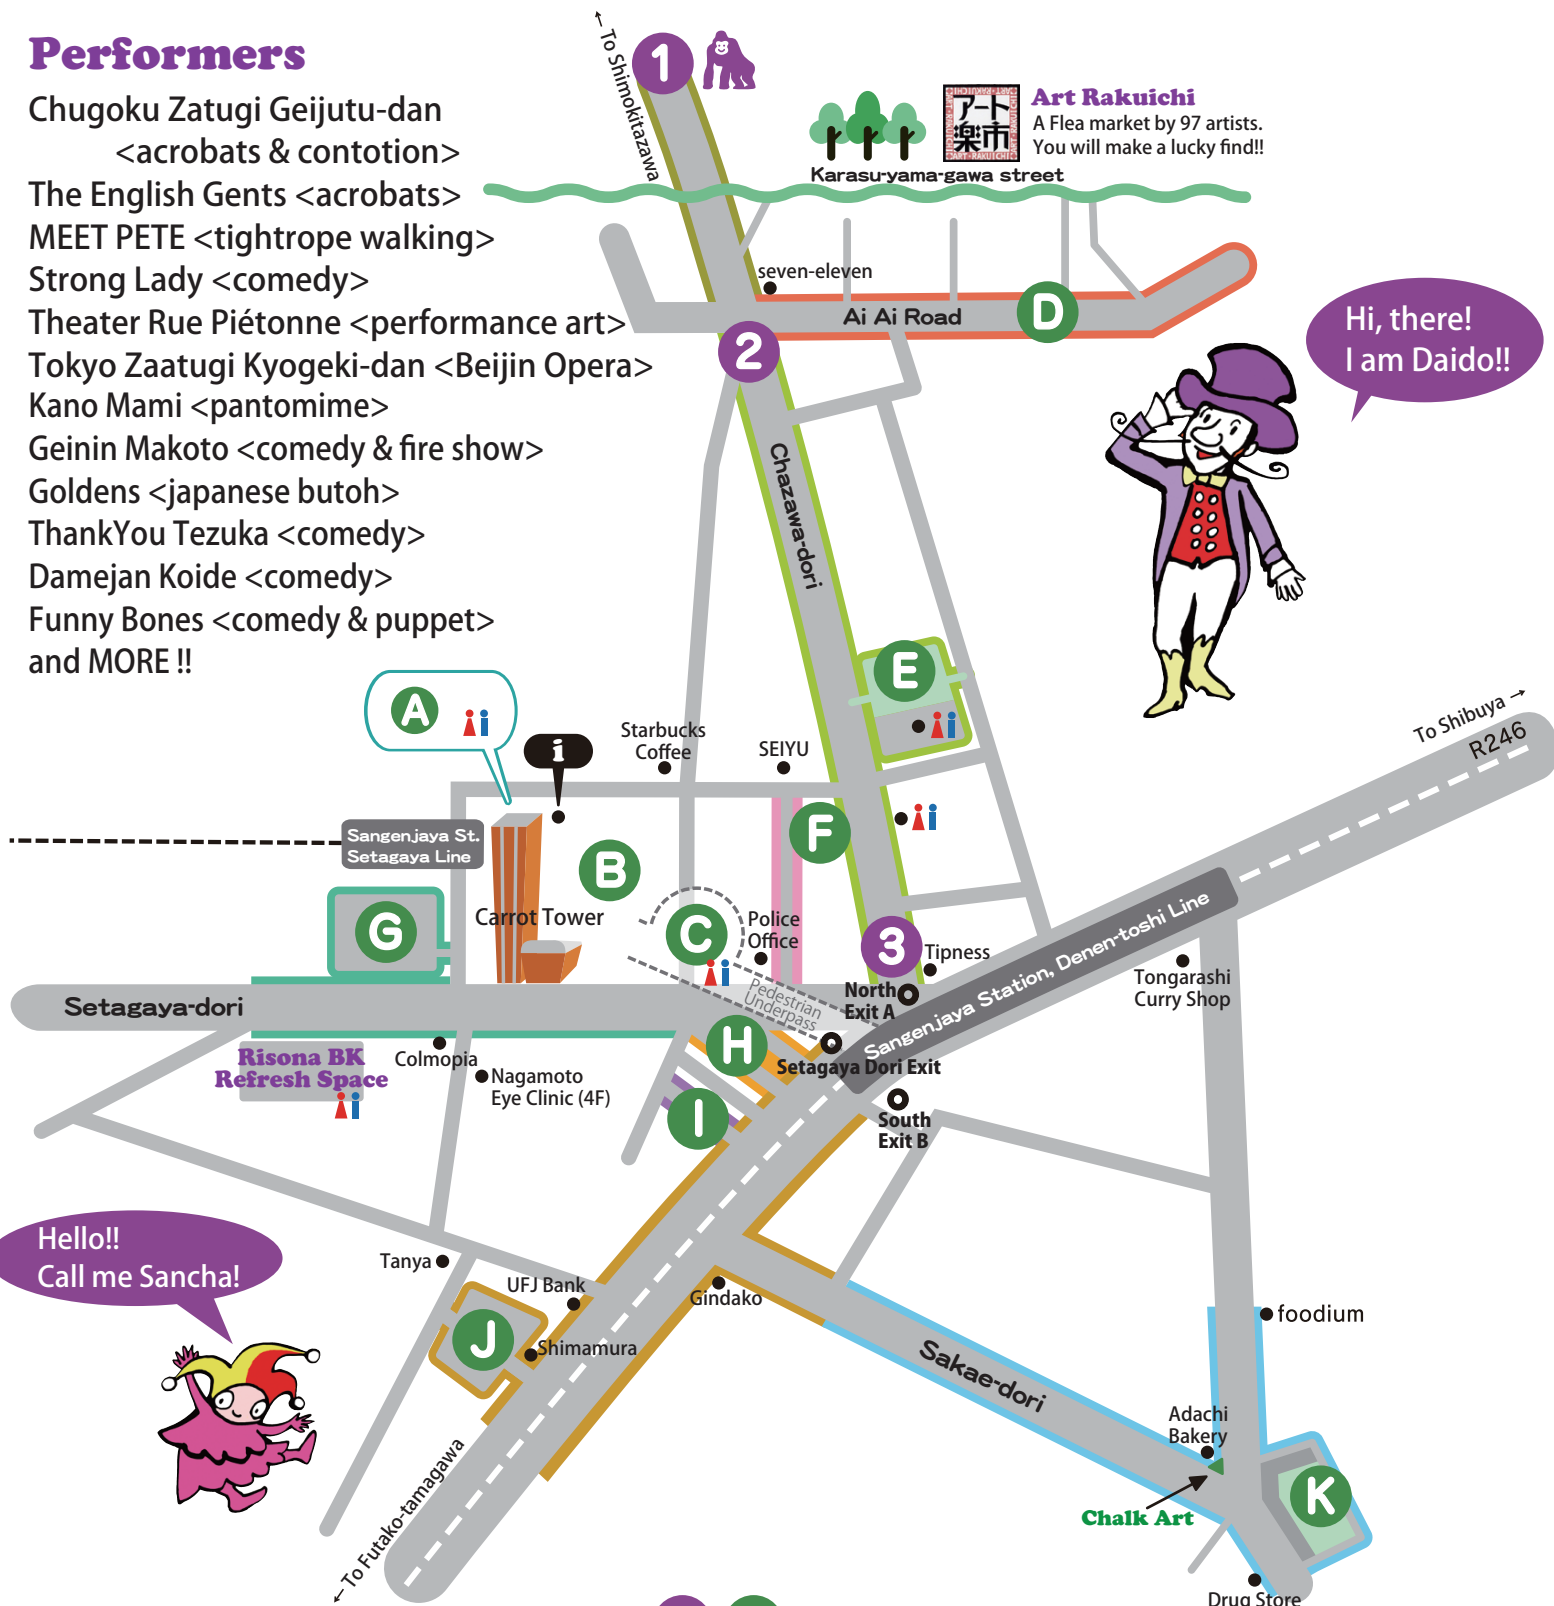 Performers
Chugoku Zatugi Geijutu-dan
<acrobats & contotion>
The English Gents <acrobats>
MEET PETE <tightrope walking>
Strong Lady <comedy>
Theater Rue Piétonne <performance art>
Tokyo Zaatugi Kyogeki-dan <Beijin Opera>
Kano Mami <pantomime>
Geinin Makoto <comedy & fire show>
Goldens <japanese butoh>
ThankYou Tezuka <comedy>
Damejan Koide <comedy>
Funny Bones <comedy & puppet>
and MORE !!
← To Shimokitazawa
1
アート
楽市
ART-RAKUICHI
Art Rakuichi
A Flea market by 97 artists.
You will make a lucky find!!
Karasu-yama-gawa street
seven-eleven
Ai Ai Road
D
2
Hi, there!
I am Daido!!
Chazawa-dori
E
A
i
Starbucks
Coffee
SEIYU
To Shibuya →
R246
Sangenjaya St.
Setagaya Line
F
B
G
Carrot Tower
C
Police
Office
3
Tipness
Sangenjaya Station, Denen-toshi Line
Tongarashi
Curry Shop
Pedestrian
Underpass
North
Exit A
Setagaya-dori
H
Setagaya Dori Exit
Risona BK
Refresh Space
Colmopia
Nagamoto
Eye Clinic (4F)
I
South
Exit B
Hello!!
Call me Sancha!
Tanya
UFJ Bank
Gindako
J
Shimamura
foodium
Sakae-dori
Adachi
Bakery
K
Chalk Art
← To Futako-tamagawa
Drug Store